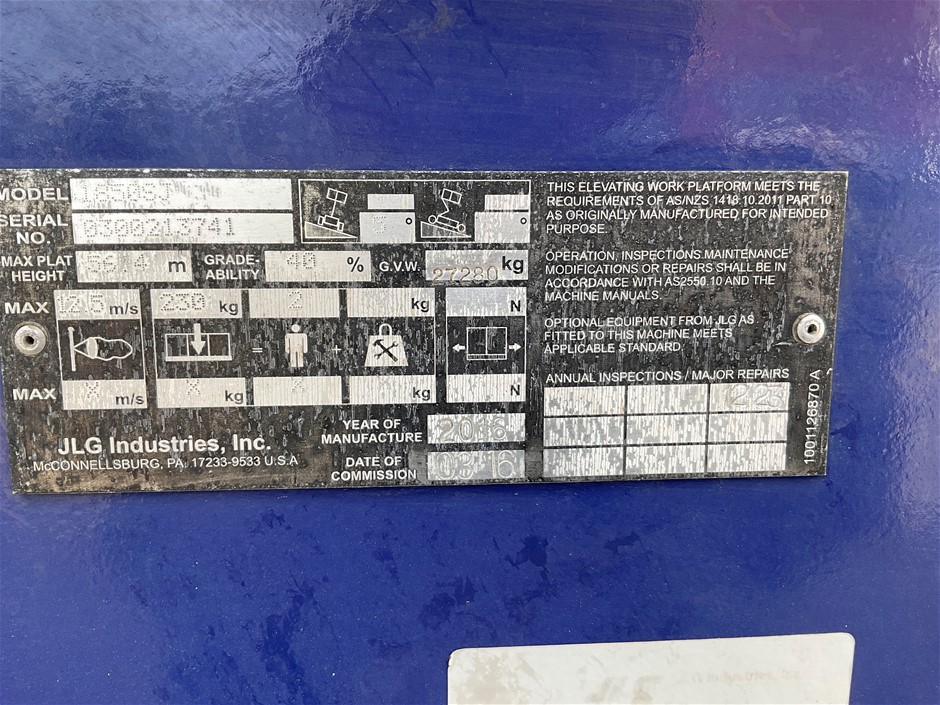 MODEL 1850SJ
SERIAL NO. 0300213741
MAX PLAT HEIGHT 56.4 m GRADE-ABILITY 40 % G.V.W. 27280 kg
5° °
MAX 12.5 m/s 230 kg 2 kg N
= +
MAX X m/s X kg X kg X N
JLG Industries, Inc.
McCONNELLSBURG, PA. 17233-9533 U.S.A
YEAR OF MANUFACTURE 2016
DATE OF COMMISSION 03 16
THIS ELEVATING WORK PLATFORM MEETS THE
REQUIREMENTS OF AS/NZS 1418.10.2011 PART 10
AS ORIGINALLY MANUFACTURED FOR INTENDED
PURPOSE.
OPERATION, INSPECTIONS,MAINTENANCE
MODIFICATIONS OR REPAIRS SHALL BE IN
ACCORDANCE WITH AS2550.10 AND THE
MACHINE MANUALS.
OPTIONAL EQUIPMENT FROM JLG AS
FITTED TO THIS MACHINE MEETS
APPLICABLE STANDARD.
ANNUAL INSPECTIONS / MAJOR REPAIRS
1001126870 A